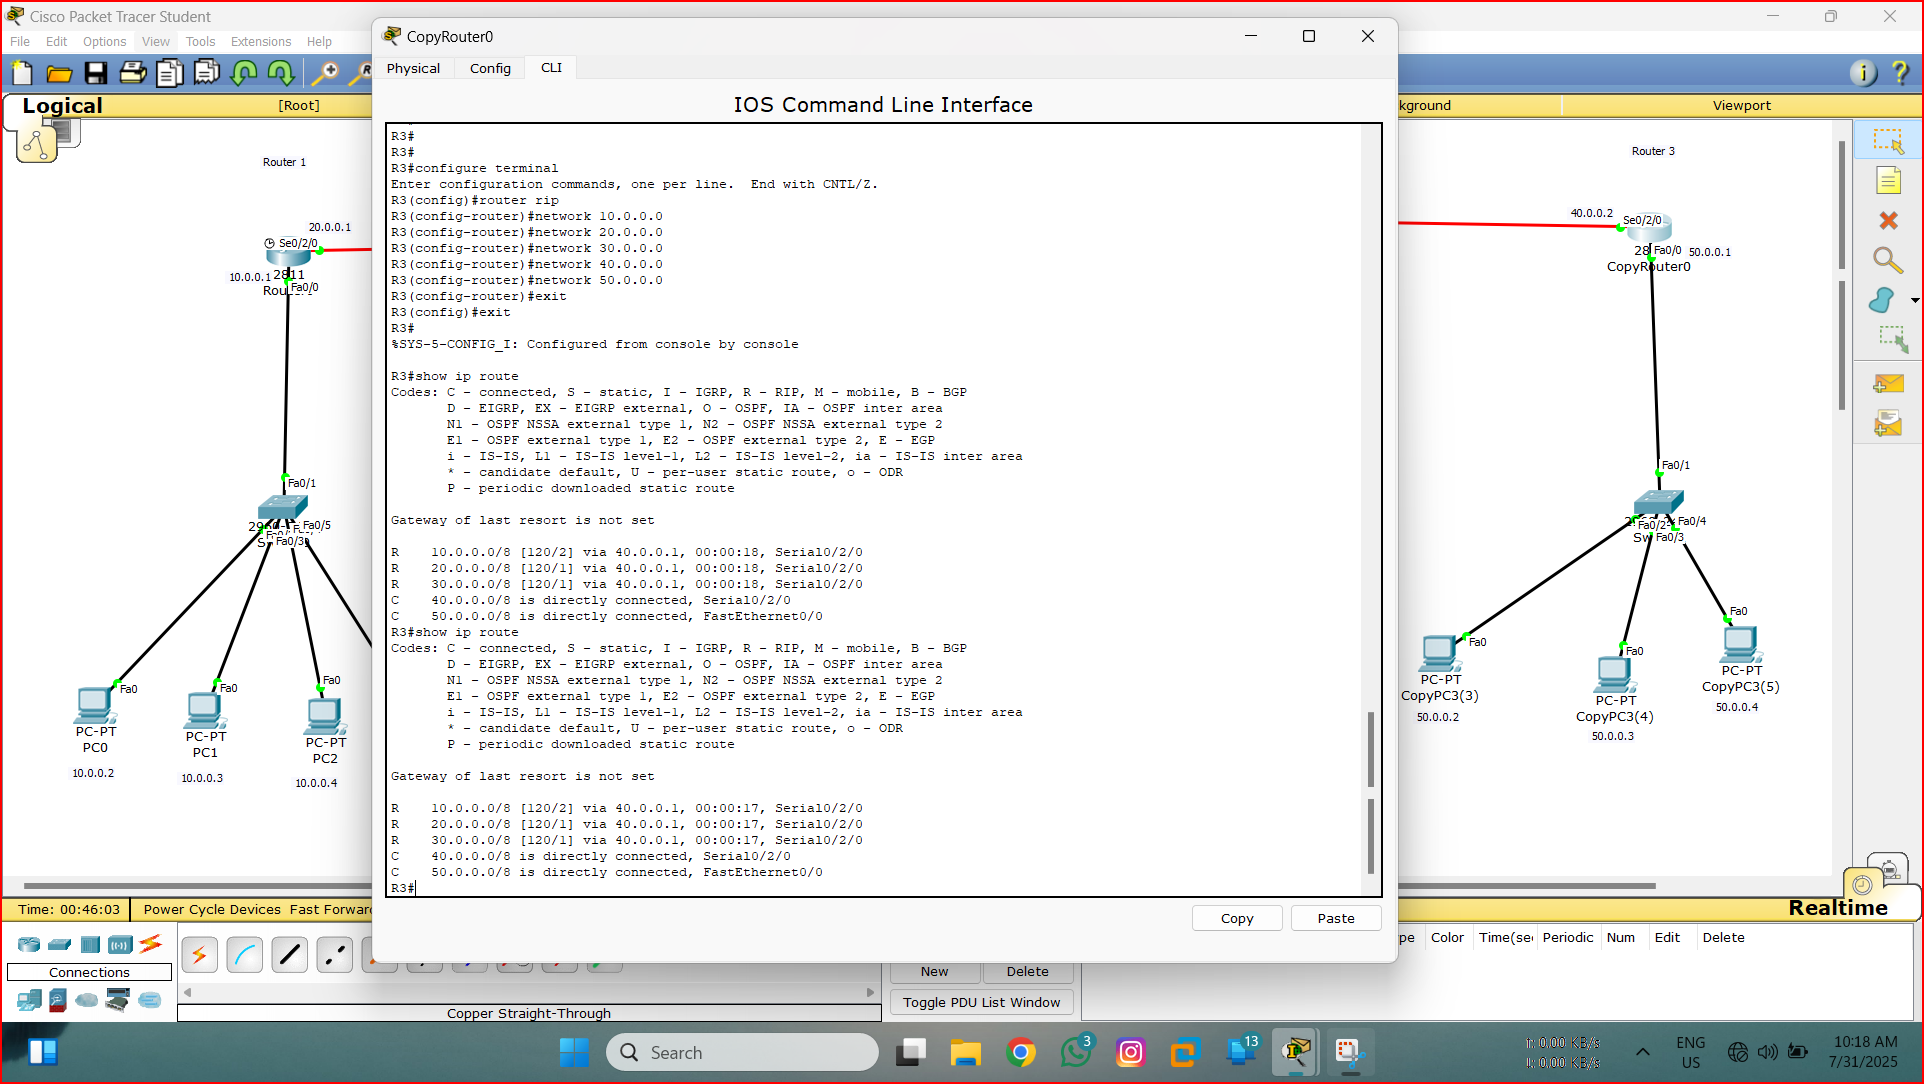 Cisco Packet Tracer Student
File Edit Options View Tools Extensions Help
Logical
[Root]
kground
Viewport
CopyRouter0
Physical Config CLI
IOS Command Line Interface
R3#
R3#
R3#configure terminal
Enter configuration commands, one per line.  End with CNTL/Z.
R3(config)#router rip
R3(config-router)#network 10.0.0.0
R3(config-router)#network 20.0.0.0
R3(config-router)#network 30.0.0.0
R3(config-router)#network 40.0.0.0
R3(config-router)#network 50.0.0.0
R3(config-router)#exit
R3(config)#exit
R3#
%SYS-5-CONFIG_I: Configured from console by console
R3#show ip route
Codes: C - connected, S - static, I - IGRP, R - RIP, M - mobile, B - BGP
D - EIGRP, EX - EIGRP external, O - OSPF, IA - OSPF inter area
N1 - OSPF NSSA external type 1, N2 - OSPF NSSA external type 2
E1 - OSPF external type 1, E2 - OSPF external type 2, E - EGP
i - IS-IS, L1 - IS-IS level-1, L2 - IS-IS level-2, ia - IS-IS inter area
* - candidate default, U - per-user static route, o - ODR
P - periodic downloaded static route
Gateway of last resort is not set
R    10.0.0.0/8 [120/2] via 40.0.0.1, 00:00:18, Serial0/2/0
R    20.0.0.0/8 [120/1] via 40.0.0.1, 00:00:18, Serial0/2/0
R    30.0.0.0/8 [120/1] via 40.0.0.1, 00:00:18, Serial0/2/0
C    40.0.0.0/8 is directly connected, Serial0/2/0
C    50.0.0.0/8 is directly connected, FastEthernet0/0
R3#show ip route
Codes: C - connected, S - static, I - IGRP, R - RIP, M - mobile, B - BGP
D - EIGRP, EX - EIGRP external, O - OSPF, IA - OSPF inter area
N1 - OSPF NSSA external type 1, N2 - OSPF NSSA external type 2
E1 - OSPF external type 1, E2 - OSPF external type 2, E - EGP
i - IS-IS, L1 - IS-IS level-1, L2 - IS-IS level-2, ia - IS-IS inter area
* - candidate default, U - per-user static route, o - ODR
P - periodic downloaded static route
Gateway of last resort is not set
R    10.0.0.0/8 [120/2] via 40.0.0.1, 00:00:17, Serial0/2/0
R    20.0.0.0/8 [120/1] via 40.0.0.1, 00:00:17, Serial0/2/0
R    30.0.0.0/8 [120/1] via 40.0.0.1, 00:00:17, Serial0/2/0
C    40.0.0.0/8 is directly connected, Serial0/2/0
C    50.0.0.0/8 is directly connected, FastEthernet0/0
R3#
Copy Paste
Router 1
20.0.0.1
Se0/2/0
10.0.0.1
2811
Fa0/0
Fa0/1
Fa0/5
Fa0/3
Fa0
Fa0
Fa0
PC-PT
PC0
10.0.0.2
PC-PT
PC1
10.0.0.3
PC-PT
PC2
10.0.0.4
Router 3
40.0.0.2
Se0/2/0
Fa0/0
50.0.0.1
CopyRouter0
Fa0/1
Fa0/2
Fa0/4
Fa0/3
Fa0
Fa0
Fa0
PC-PT
CopyPC3(3)
50.0.0.2
PC-PT
CopyPC3(4)
50.0.0.3
PC-PT
CopyPC3(5)
50.0.0.4
Time: 00:46:03
Power Cycle Devices Fast Forward
Realtime
Connections
Copper Straight-Through
New Delete
Toggle PDU List Window
pe Color Time(sec Periodic Num Edit Delete
Search
3
13
ENG
US
10:18 AM
7/31/2025